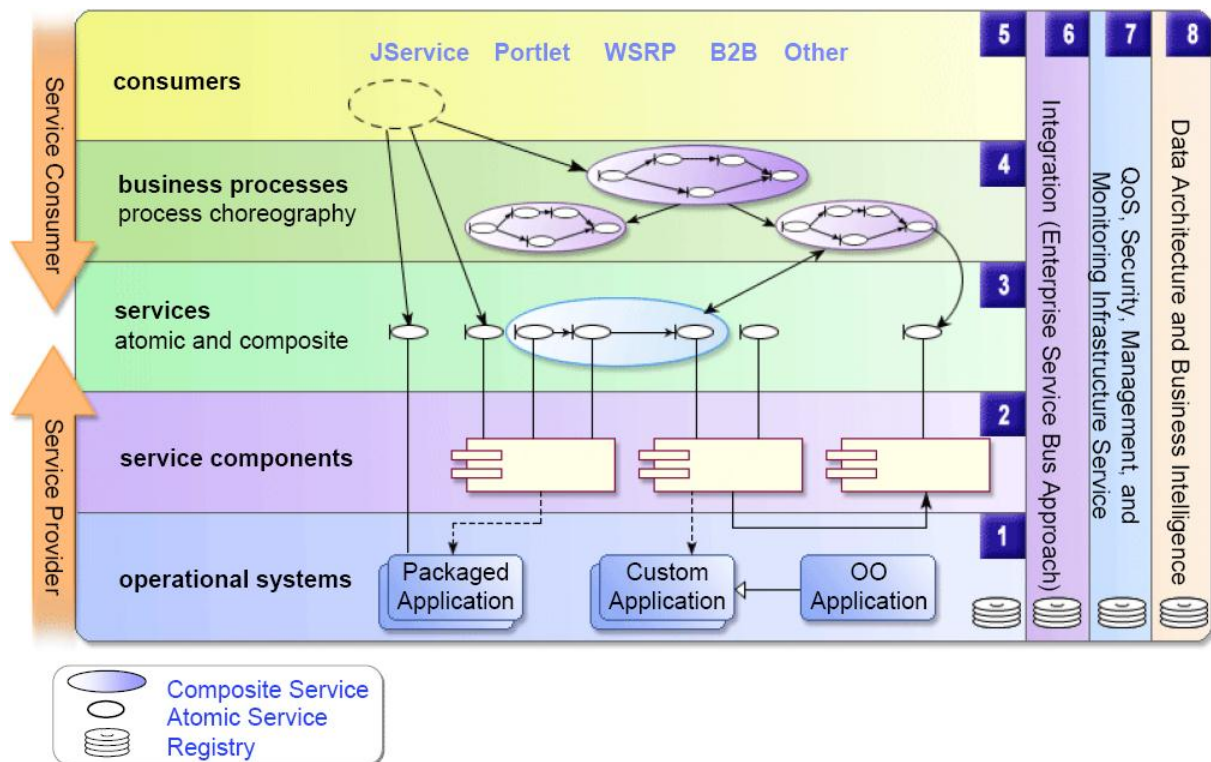 JService Portlet WSRP B2B Other
5 6 7 8
consumers
Service Consumer
4
business processes
process choreography
3
services
atomic and composite
2
service components
Service Provider
1
operational systems
Packaged
Application
Custom
Application
OO
Application
Integration (Enterprise Service Bus Approach)
QoS, Security, Management, and
Monitoring Infrastructure Service
Data Architecture and Business Intelligence
Composite Service
Atomic Service
Registry